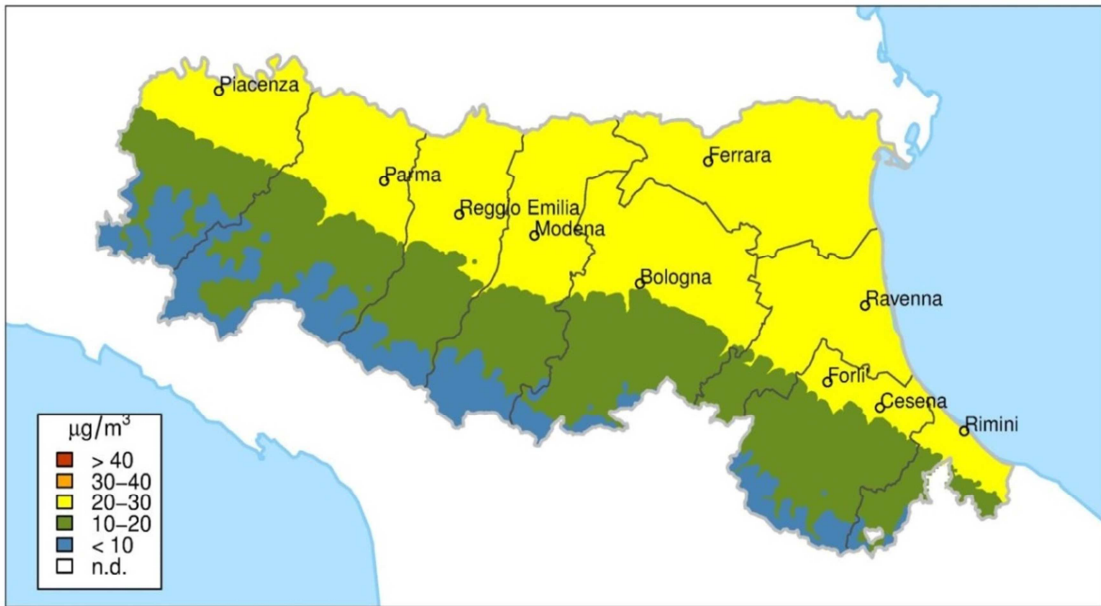 Piacenza
Ferrara
Parma
Reggio Emilia
Modena
Bologna
Ravenna
Forlì
Cesena
Rimini
μg/m³
> 40
30–40
20–30
10–20
< 10
n.d.